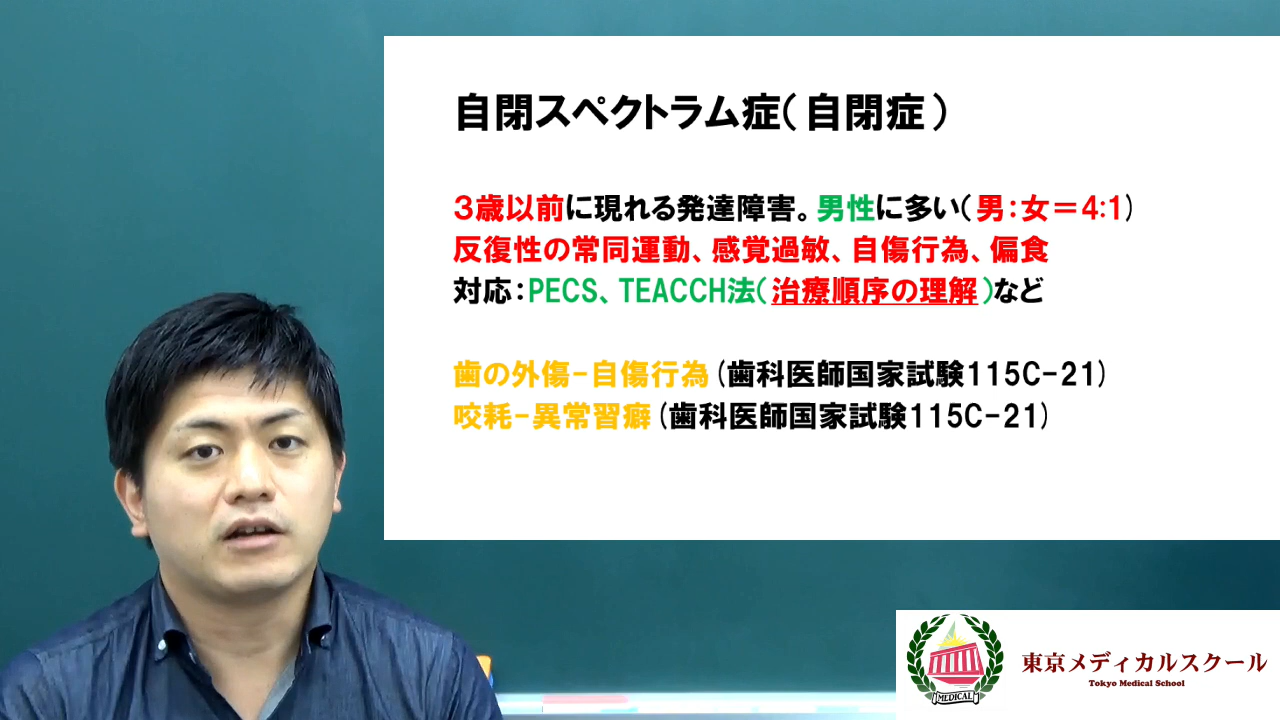 自閉スペクトラム症(自閉症)
3歳以前に現れる発達障害。男性に多い(男:女=4:1)
反復性の常同運動、感覚過敏、自傷行為、偏食
対応:PECS、TEACCH法(治療順序の理解)など
歯の外傷-自傷行為(歯科医師国家試験115C-21)
咬耗-異常習癖(歯科医師国家試験115C-21)
MEDICAL
東京メディカルスクール
Tokyo Medical School